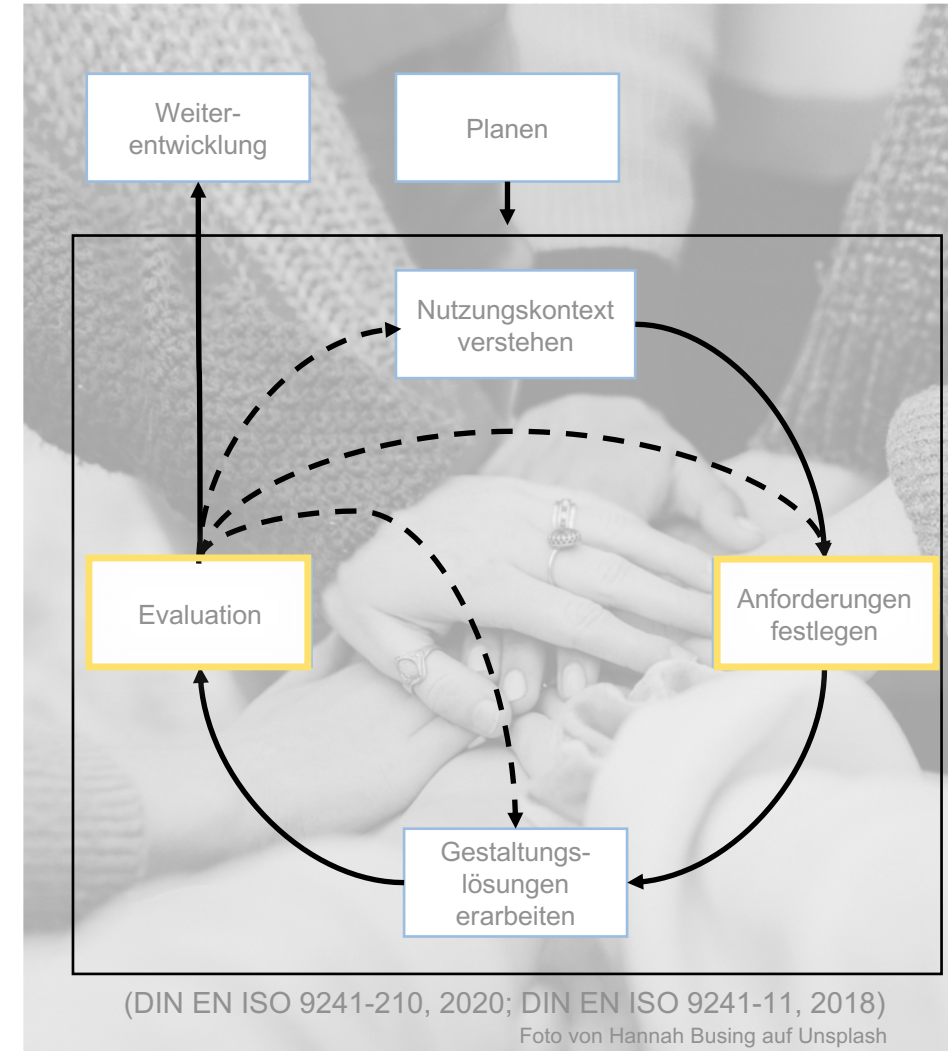 Weiter-
entwicklung
Planen
Nutzungskontext
verstehen
Evaluation
Anforderungen
festlegen
Gestaltungs-
lösungen
erarbeiten
(DIN EN ISO 9241-210, 2020; DIN EN ISO 9241-11, 2018)
Foto von Hannah Busing auf Unsplash